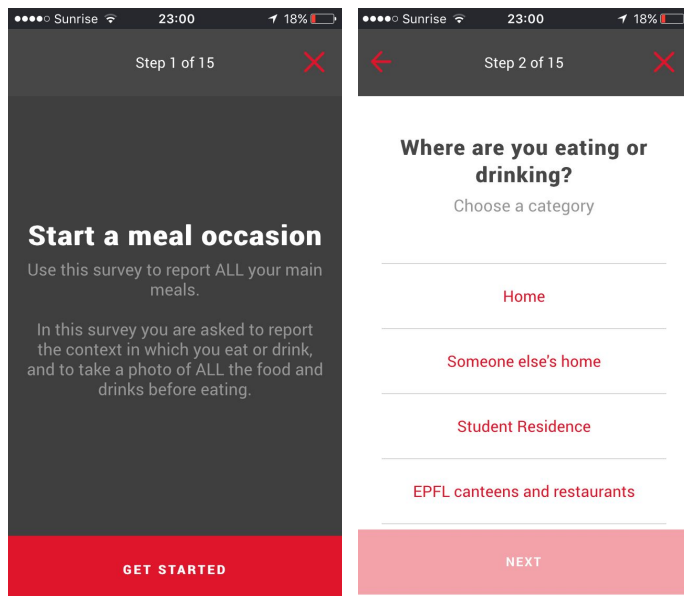 Sunrise 23:00 18%
Step 1 of 15
Start a meal occasion
Use this survey to report ALL your main
meals.
In this survey you are asked to report
the context in which you eat or drink,
and to take a photo of ALL the food and
drinks before eating.
GET STARTED
Sunrise 23:00 18%
Step 2 of 15
Where are you eating or
drinking?
Choose a category
Home
Someone else's home
Student Residence
EPFL canteens and restaurants
NEXT